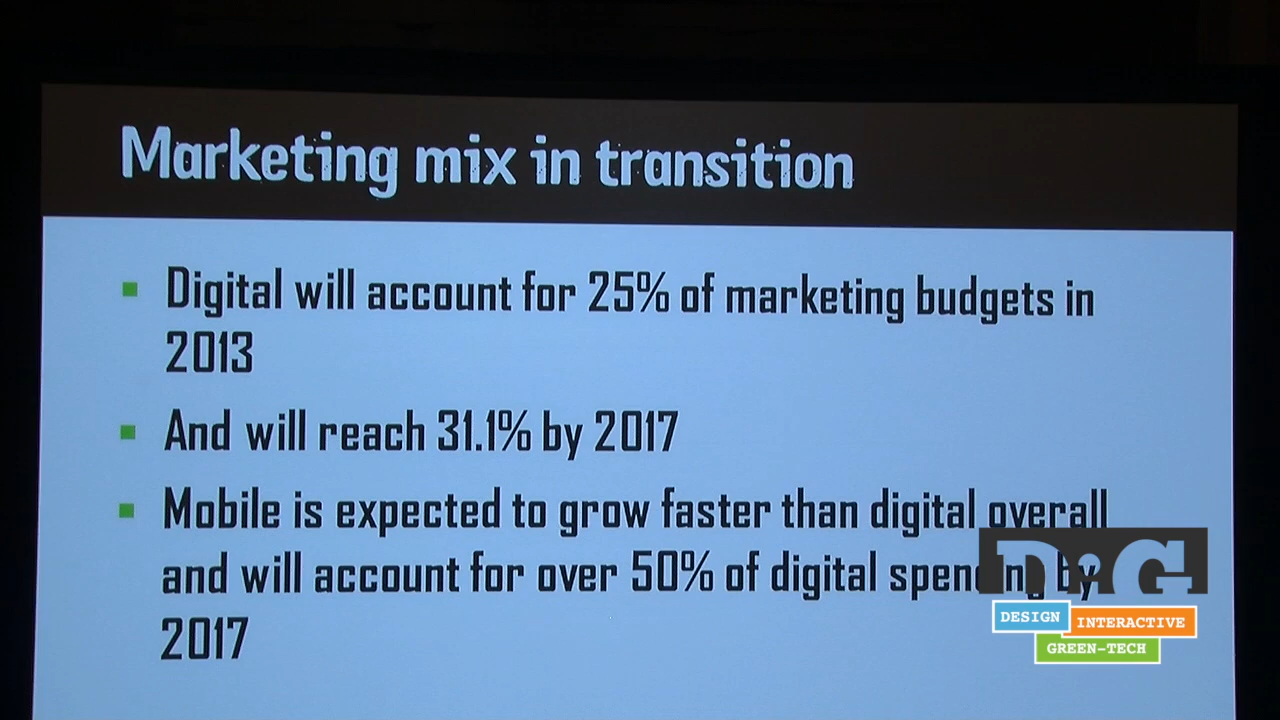 Marketing mix in transition
Digital will account for 25% of marketing budgets in
2013
And will reach 31.1% by 2017
Mobile is expected to grow faster than digital overall
and will account for over 50% of digital spending by
2017
DiG
DESIGN
INTERACTIVE
GREEN-TECH